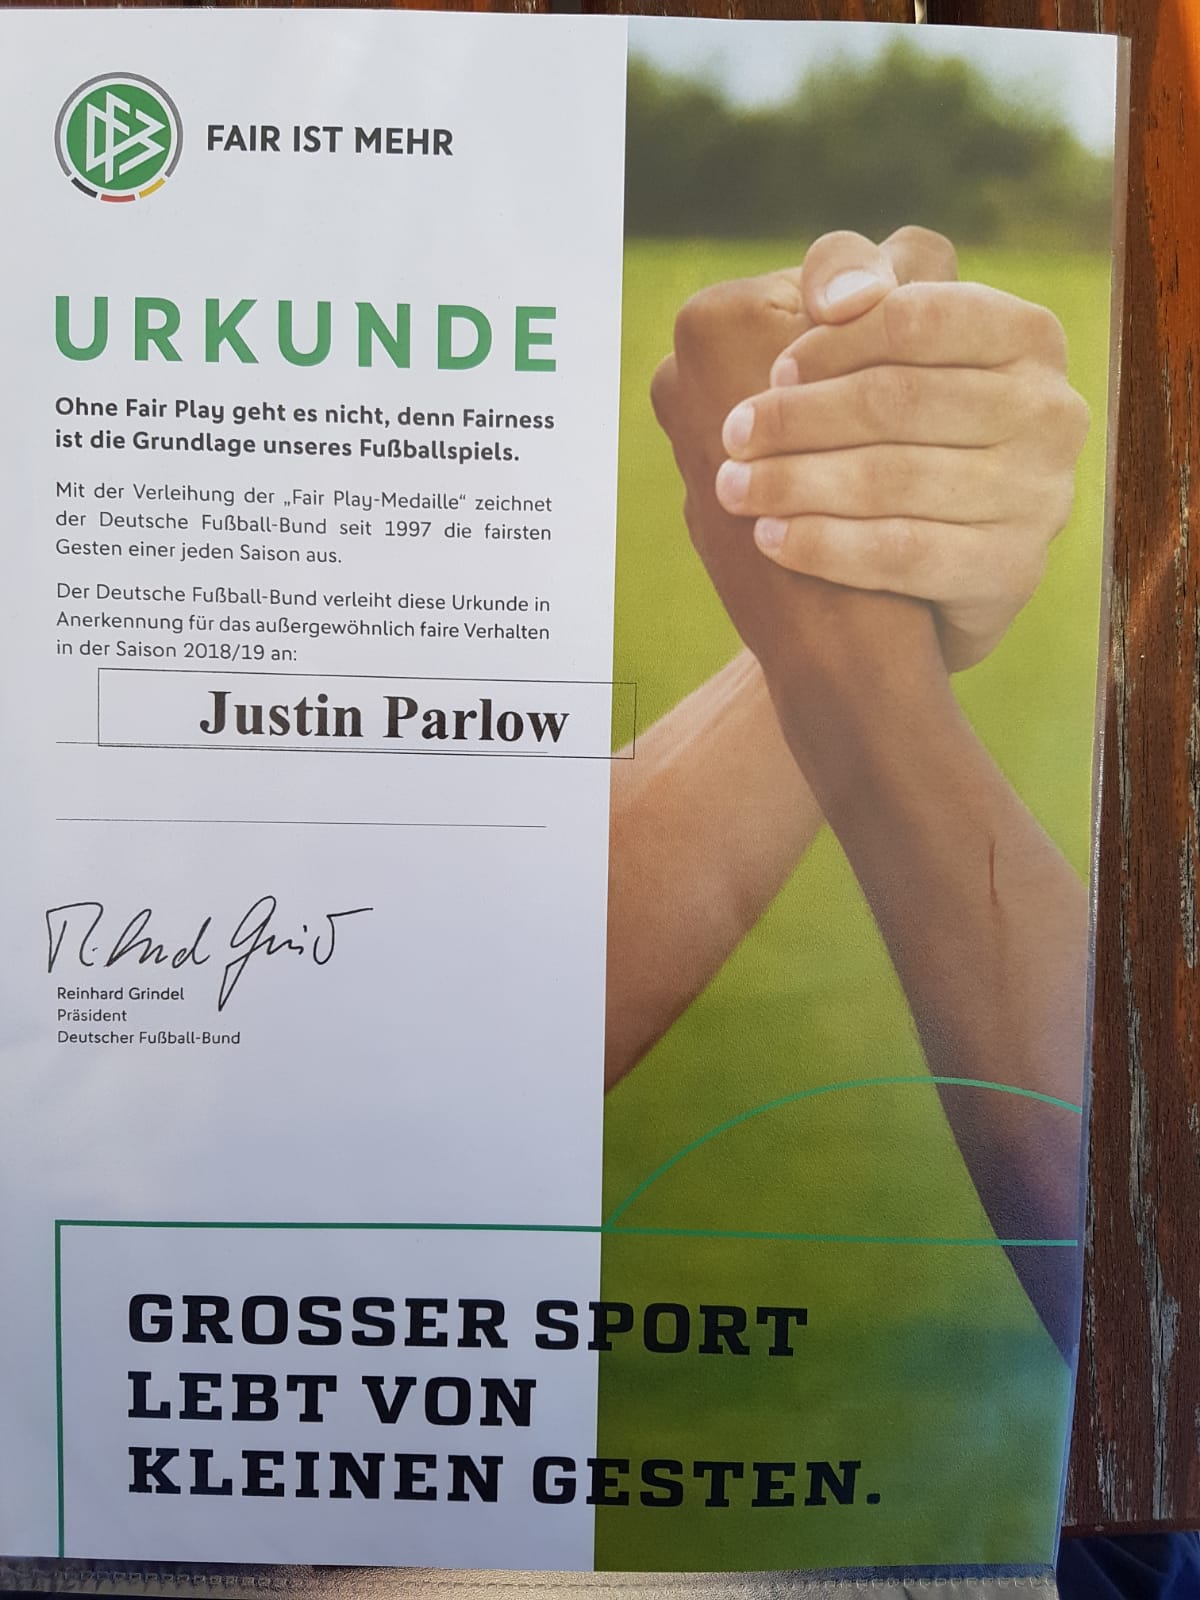 DFB
FAIR IST MEHR
URKUNDE
Ohne Fair Play geht es nicht, denn Fairness
ist die Grundlage unseres Fußballspiels.
Mit der Verleihung der „Fair Play-Medaille“ zeichnet
der Deutsche Fußball-Bund seit 1997 die fairsten
Gesten einer jeden Saison aus.
Der Deutsche Fußball-Bund verleiht diese Urkunde in
Anerkennung für das außergewöhnlich faire Verhalten
in der Saison 2018/19 an:
Justin Parlow
Reinhard Grindel
Reinhard Grindel
Präsident
Deutscher Fußball-Bund
GROSSER SPORT
LEBT VON
KLEINEN GESTEN.